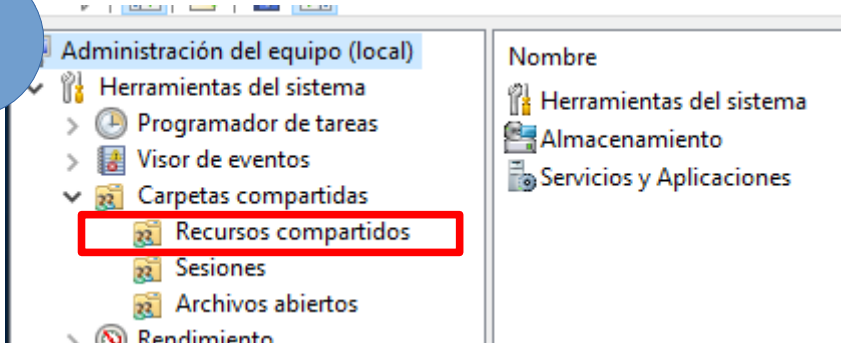 Administración del equipo (local)
Herramientas del sistema
Programador de tareas
Visor de eventos
Carpetas compartidas
Recursos compartidos
Sesiones
Archivos abiertos
Rendimiento
Nombre
Herramientas del sistema
Almacenamiento
Servicios y Aplicaciones